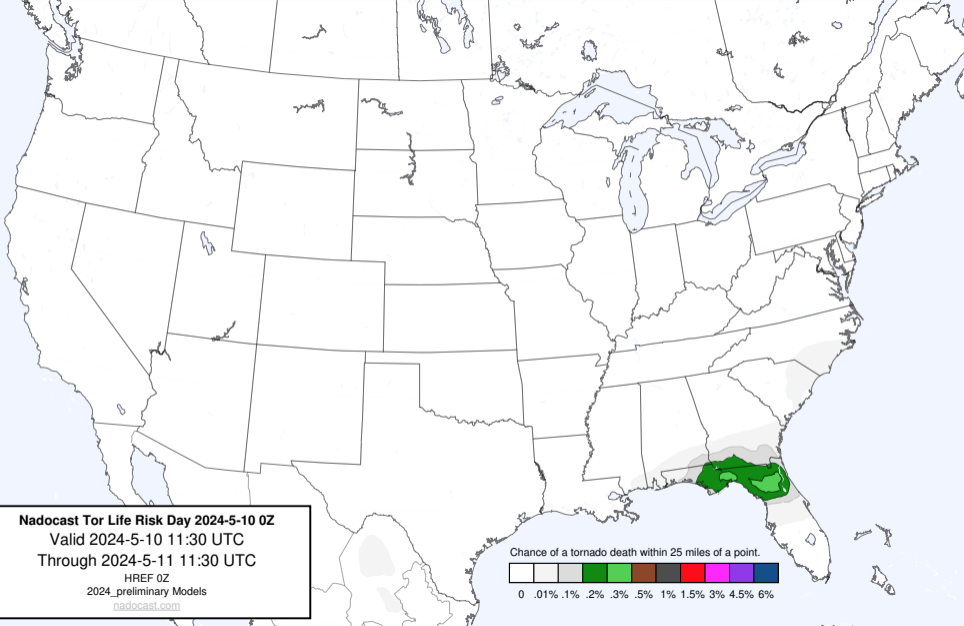 Nadocast Tor Life Risk Day 2024-5-10 0Z
Valid 2024-5-10 11:30 UTC
Through 2024-5-11 11:30 UTC
HREF 0Z
2024_preliminary Models
nadocast.com
Chance of a tornado death within 25 miles of a point.
0 .01% .1% .2% .3% .5% 1% 1.5% 3% 4.5% 6%